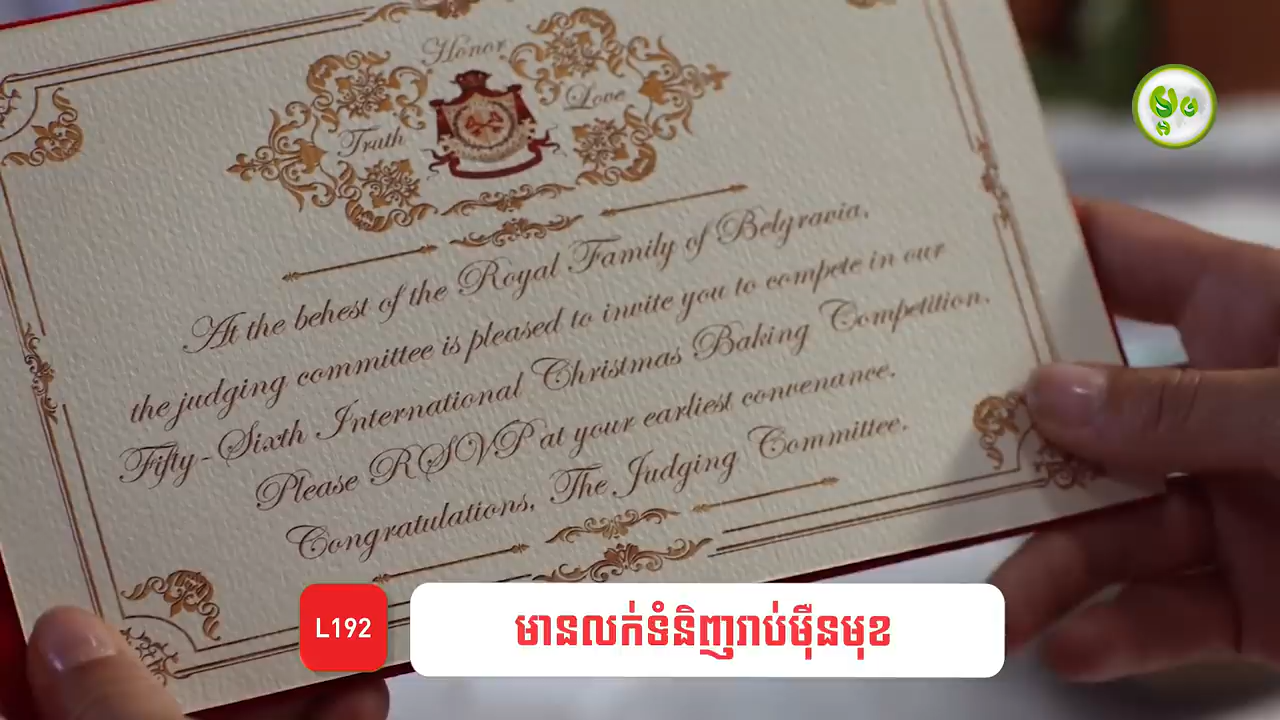 Honor
Truth
Love
At the behest of the Royal Family of Belgravia,
the judging committee is pleased to invite you to compete in our
Fifty-Sixth International Christmas Baking Competition.
Please RSVP at your earliest convenance.
Congratulations, The Judging Committee.
L192
មានលក់ទំនិញរាប់ម៉ឺនមុខ